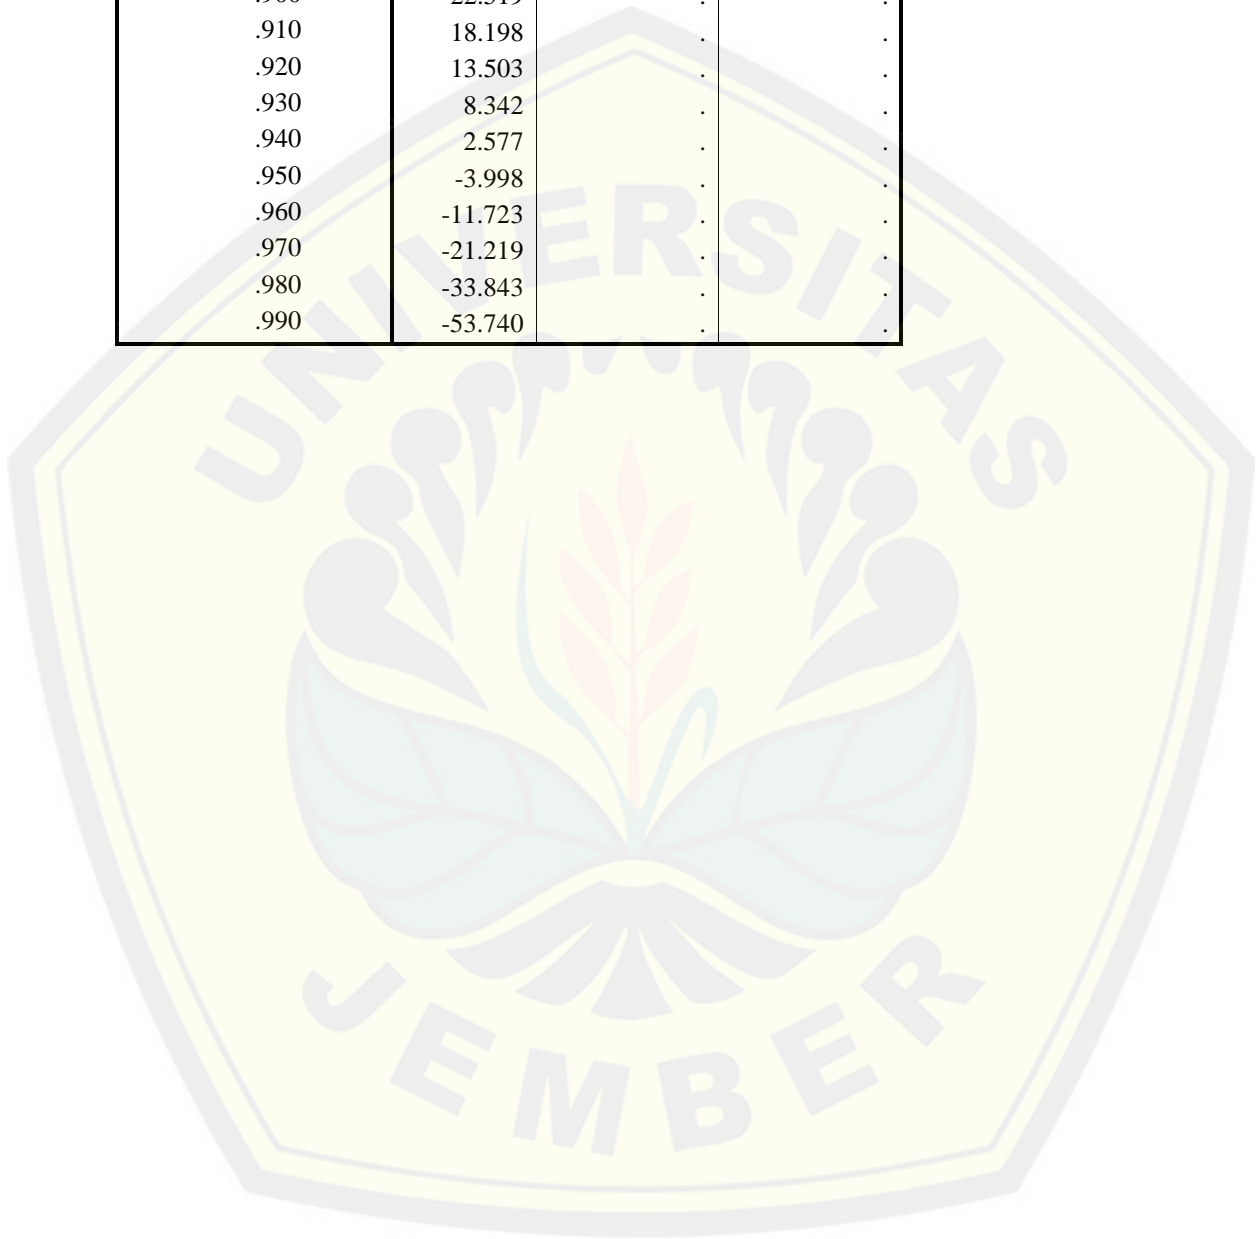 .910 18.198 . .
.920 13.503 . .
.930 8.342 . .
.940 2.577 . .
.950 -3.998 . .
.960 -11.723 . .
.970 -21.219 . .
.980 -33.843 . .
.990 -53.740 . .
UNIVERSITAS
JEMBER